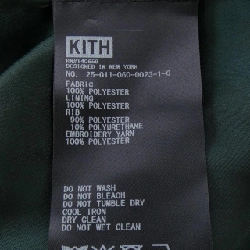 KITH
DESIGNED IN NEW YORK
NO. 25-011-060-0023-1-0
FABRIC
100% POLYESTER
LINING
100% POLYESTER
RIB
90% POLYESTER
10% POLYURETHANE
EMBROIDERY YARN
100% POLYESTER
DO NOT WASH
DO NOT BLEACH
DO NOT TUMBLE DRY
COOL IRON
DRY CLEAN
DO NOT WET CLEAN